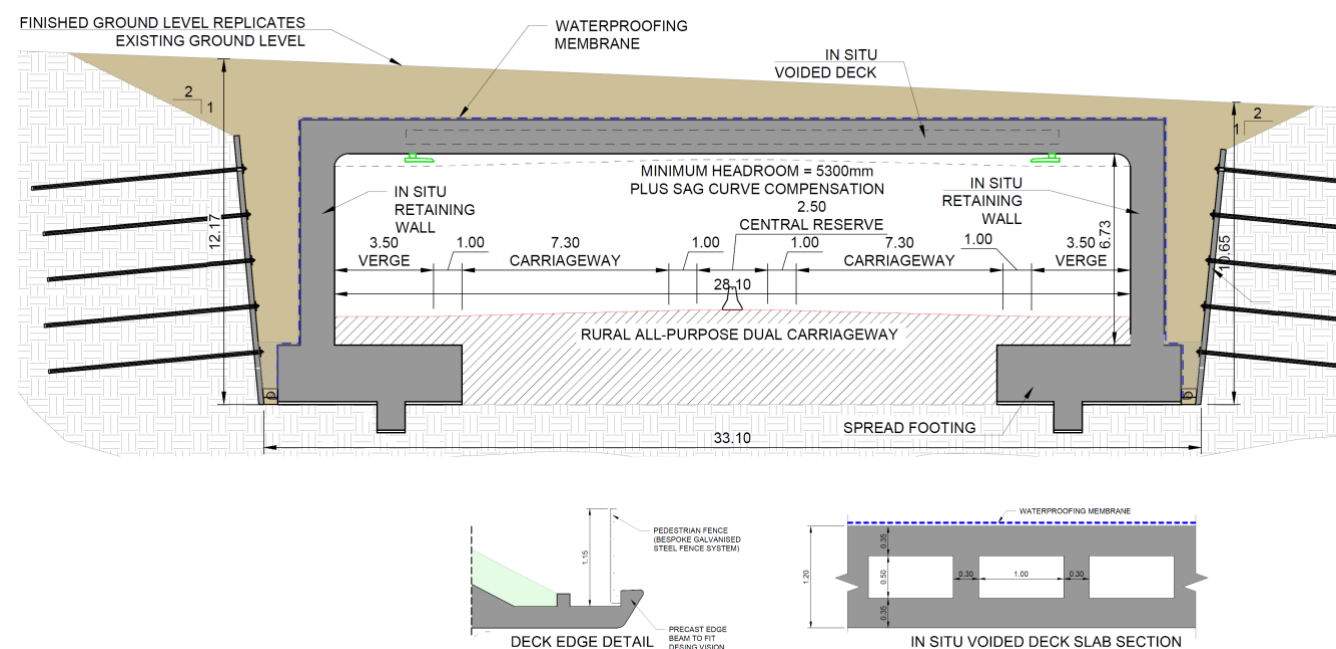 FINISHED GROUND LEVEL REPLICATES
EXISTING GROUND LEVEL
WATERPROOFING
MEMBRANE
IN SITU
VOIDED DECK
2
1
2
1
MINIMUM HEADROOM = 5300mm
PLUS SAG CURVE COMPENSATION
IN SITU
RETAINING
WALL
IN SITU
RETAINING
WALL
2.50
CENTRAL RESERVE
12.17
3.50
VERGE
1.00
7.30
CARRIAGEWAY
1.00
1.00
7.30
CARRIAGEWAY
1.00
3.50
VERGE
6.73
10.65
28.10
RURAL ALL-PURPOSE DUAL CARRIAGEWAY
SPREAD FOOTING
33.10
1.15
PEDESTRIAN FENCE
(BESPOKE GALVANISED
STEEL FENCE SYSTEM)
PRECAST EDGE
BEAM TO FIT
DESING VISION
DECK EDGE DETAIL
WATERPROOFING MEMBRANE
1.20
0.35
0.50
0.35
0.30
1.00
0.30
IN SITU VOIDED DECK SLAB SECTION